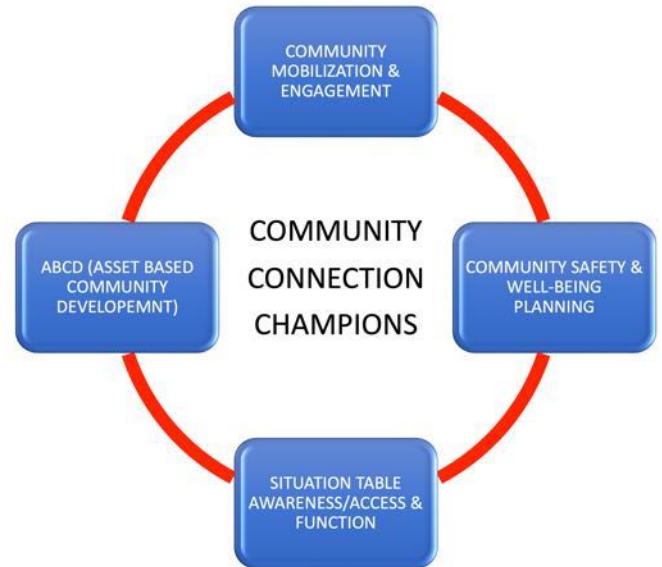 COMMUNITY
MOBILIZATION &
ENGAGEMENT
COMMUNITY
CONNECTION
CHAMPIONS
ABCD (ASSET BASED
COMMUNITY
DEVELOPEMNT)
COMMUNITY SAFETY &
WELL-BEING
PLANNING
SITUATION TABLE
AWARENESS/ACCESS &
FUNCTION